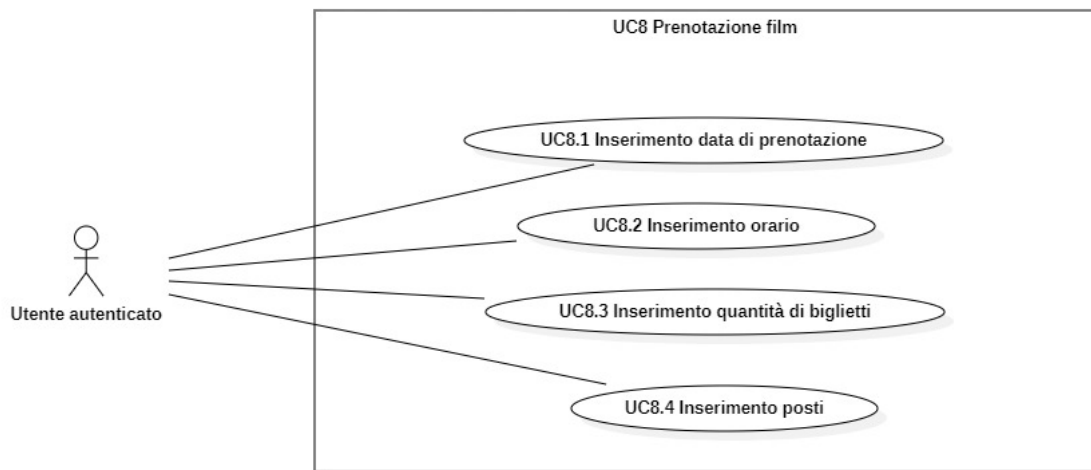 UC8 Prenotazione film
UC8.1 Inserimento data di prenotazione
UC8.2 Inserimento orario
Utente autenticato
UC8.3 Inserimento quantità di biglietti
UC8.4 Inserimento posti